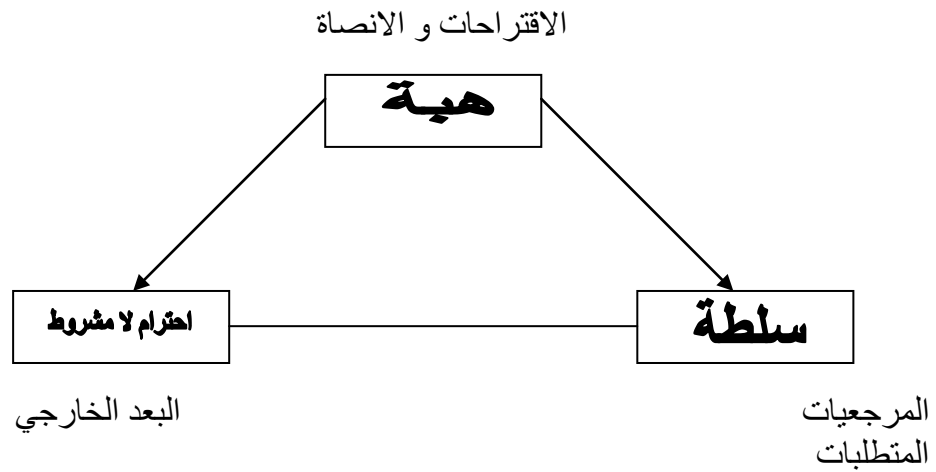 الاقتراحات و الانصاة
هبة
سلطة
احترام لا مشروط
المرجعيات
البعد الخارجي
المتطلبات